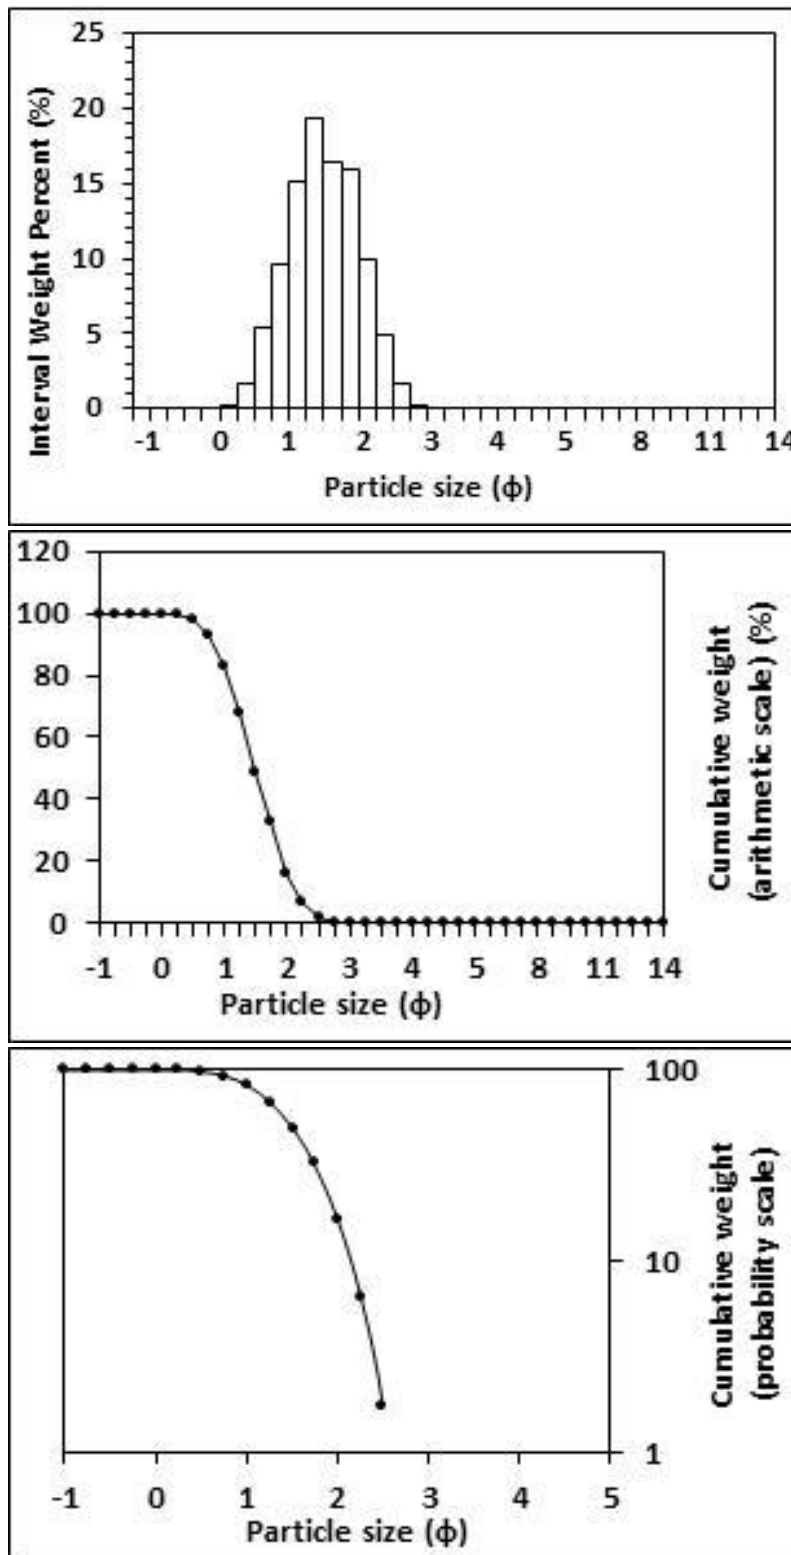 25
20
15
10
5
0
Interval Weight Percent (%)
-1 0 1 2 3 4 5 8 11 14
Particle size (ϕ)
120
100
80
60
40
20
0
-1 0 1 2 3 4 5 8 11 14
Particle size (ϕ)
Cumulative weight
(arithmetic scale) (%)
100
10
1
-1 0 1 2 3 4 5
Particle size (ϕ)
Cumulative weight
(probability scale)